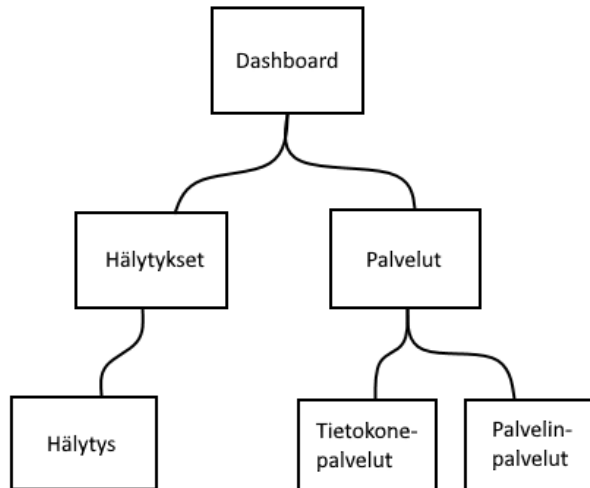 Dashboard
Hälytykset
Palvelut
Hälytys
Tietokone-
palvelut
Palvelin-
palvelut